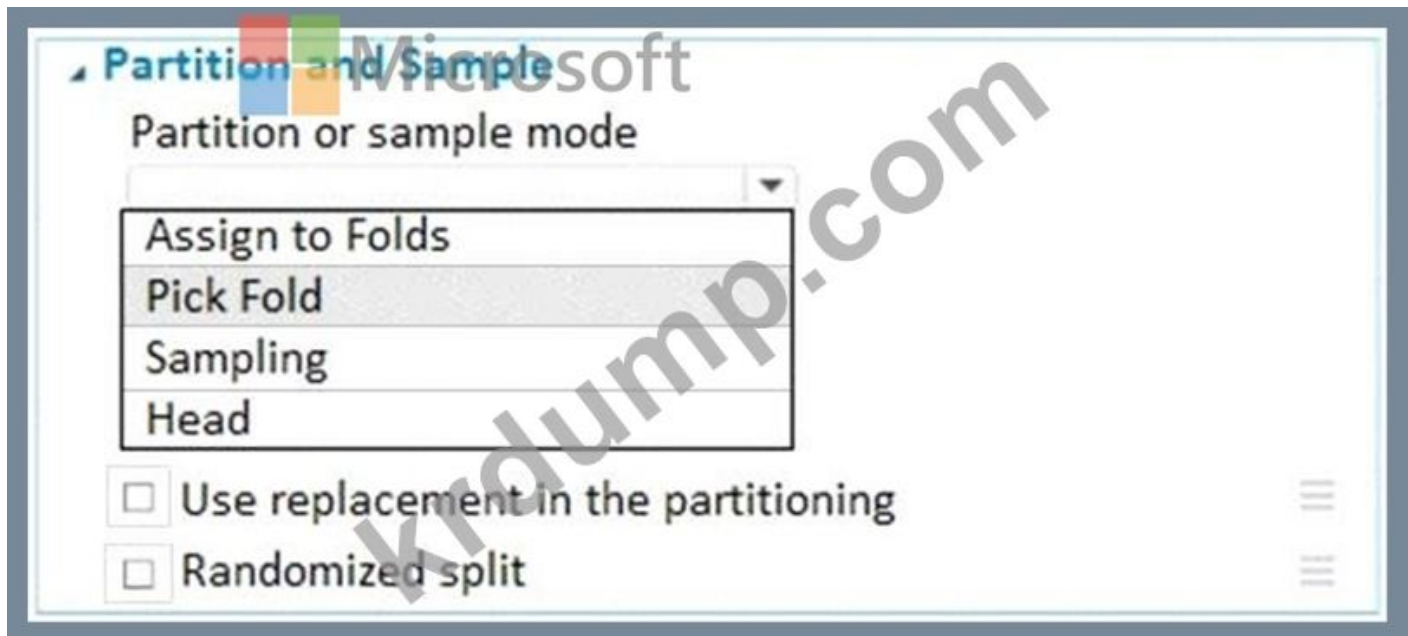 Microsoft
Partition and Sample
Partition or sample mode
Assign to Folds
Pick Fold
Sampling
Head
Use replacement in the partitioning
Randomized split
krdump.com